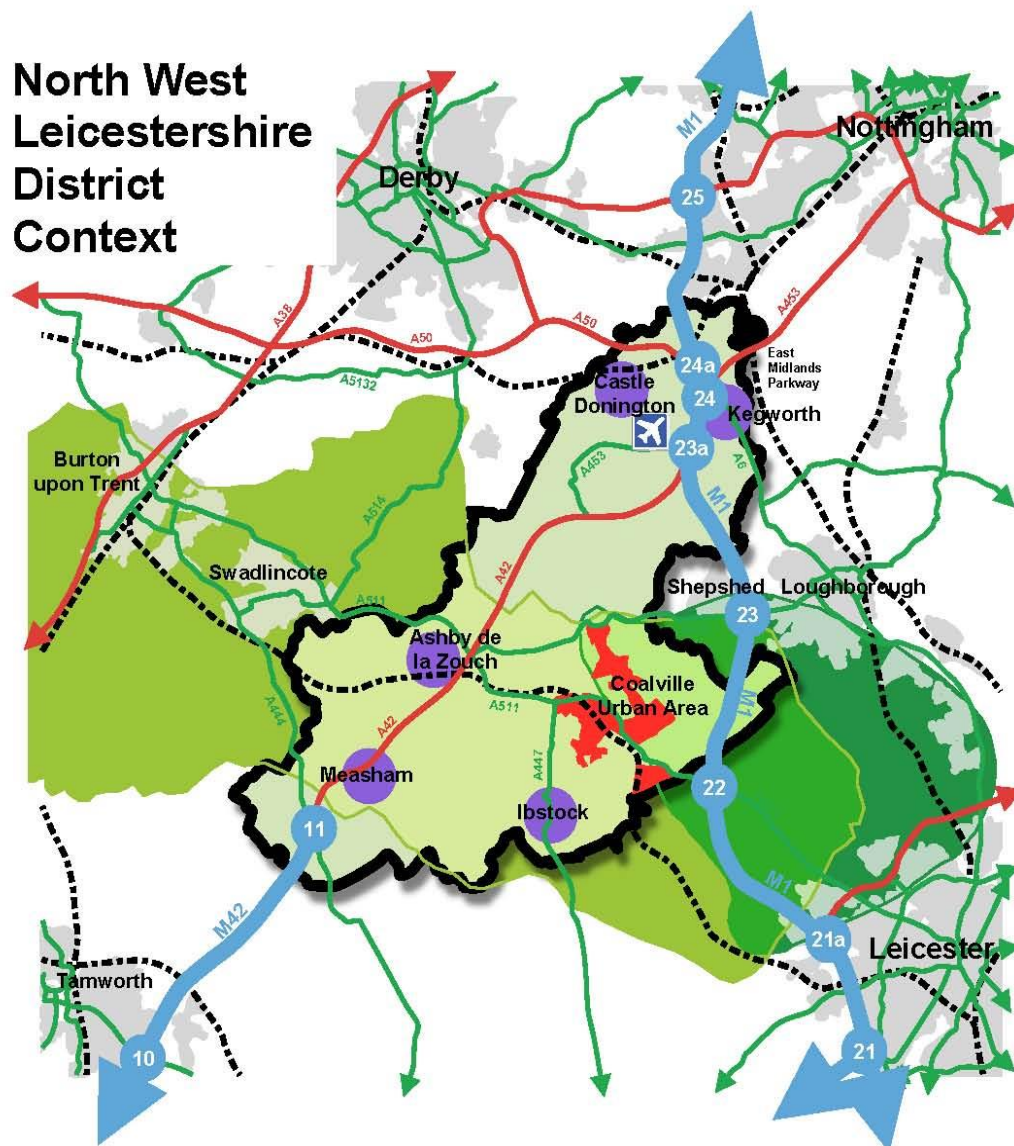 North West
Leicestershire
District
Context
M1
Nottingham
Derby
25
A38
A50
A50
A453
A5132
24a
East
Midlands
Parkway
Castle
Donington
24
Kegworth
23a
A453
A6
Burton
upon Trent
A514
M1
A42
Swadlincote
Shepshed
Loughborough
A511
23
Ashby de
la Zouch
Coalville
Urban Area
A444
A511
M1
A42
Measham
A447
22
Ibstock
11
M1
M42
21a
Leicester
Tamworth
10
21